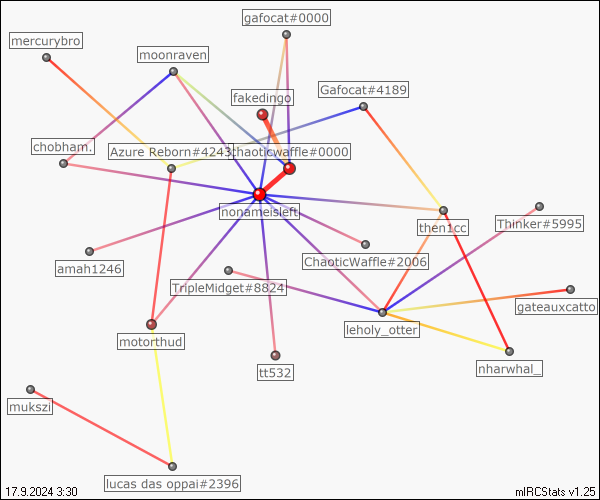 gafocat#0000
mercurybro
moonraven
Gafocat#4189
fakedingo
chobham.
Azure Reborn#4243
chaoticwaffle#0000
nonameisleft
then1cc
Thinker#5995
amah1246
ChaoticWaffle#2006
TripleMidget#8824
gateauxcatto
leholy_otter
motorthud
nharwhal_
tt532
mukszi
lucas das oppai#2396
17.9.2024 3:30
mIRCStats v1.25